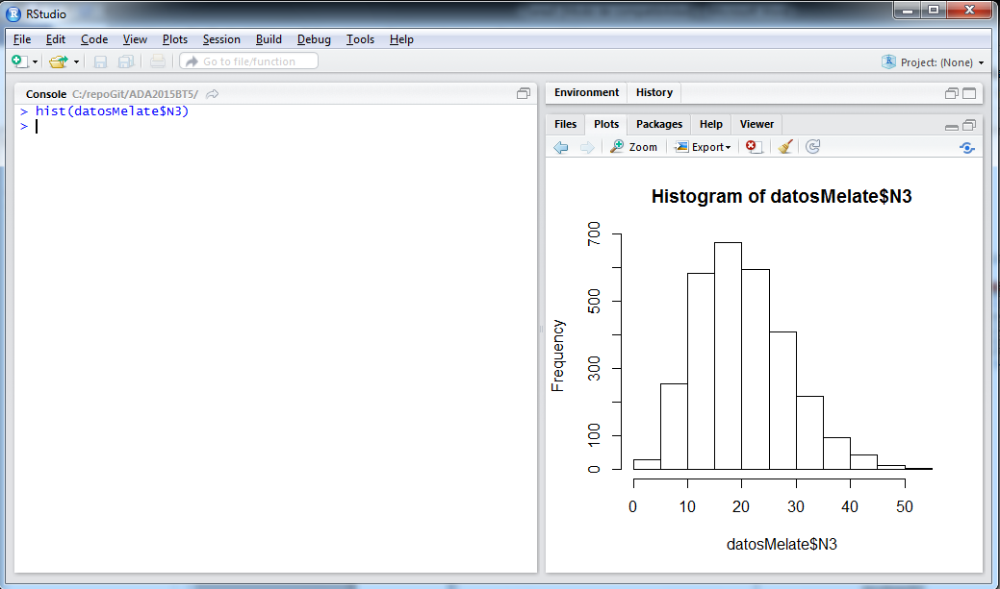 RStudio
File Edit Code View Plots Session Build Debug Tools Help
Go to file/function
Project: (None)
Console C:/repoGit/ADA2015BT5/
> hist(datosMelate$N3)
>
Environment History
Files Plots Packages Help Viewer
Zoom Export
Histogram of datosMelate$N3
Frequency
700
500
300
100
0
0 10 20 30 40 50
datosMelate$N3